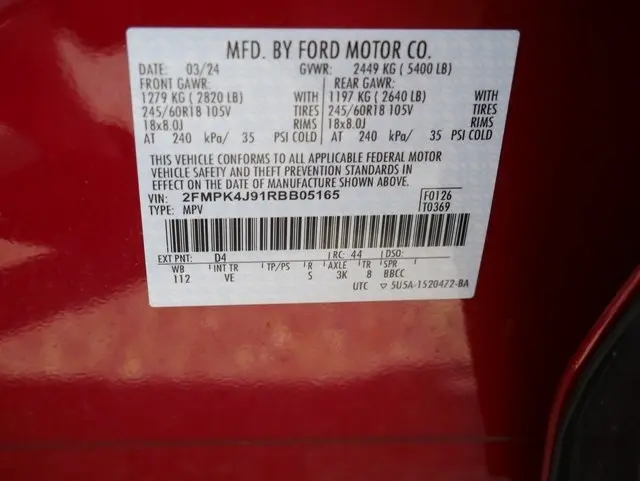 MFD. BY FORD MOTOR CO.
DATE: 03/24 GVWR: 2449 KG ( 5400 LB)
FRONT GAWR: REAR GAWR:
1279 KG ( 2820 LB) WITH 1197 KG ( 2640 LB) WITH
245/60R18 105V TIRES 245/60R18 105V TIRES
18x8.0J RIMS 18x8.0J RIMS
AT 240 kPa/ 35 PSI COLD AT 240 kPa/ 35 PSI COLD
THIS VEHICLE CONFORMS TO ALL APPLICABLE FEDERAL MOTOR
VEHICLE SAFETY AND THEFT PREVENTION STANDARDS IN
EFFECT ON THE DATE OF MANUFACTURE SHOWN ABOVE.
VIN: 2FMPK4J91RBB05165 F0126
TYPE: MPV T0369
EXT PNT: D4 RC: 44 DSO:
WB INT TR TP/PS R AXLE TR SPR
112 VE S 3K 8 BBCC
UTC ▽ 5U5A-1520472-BA